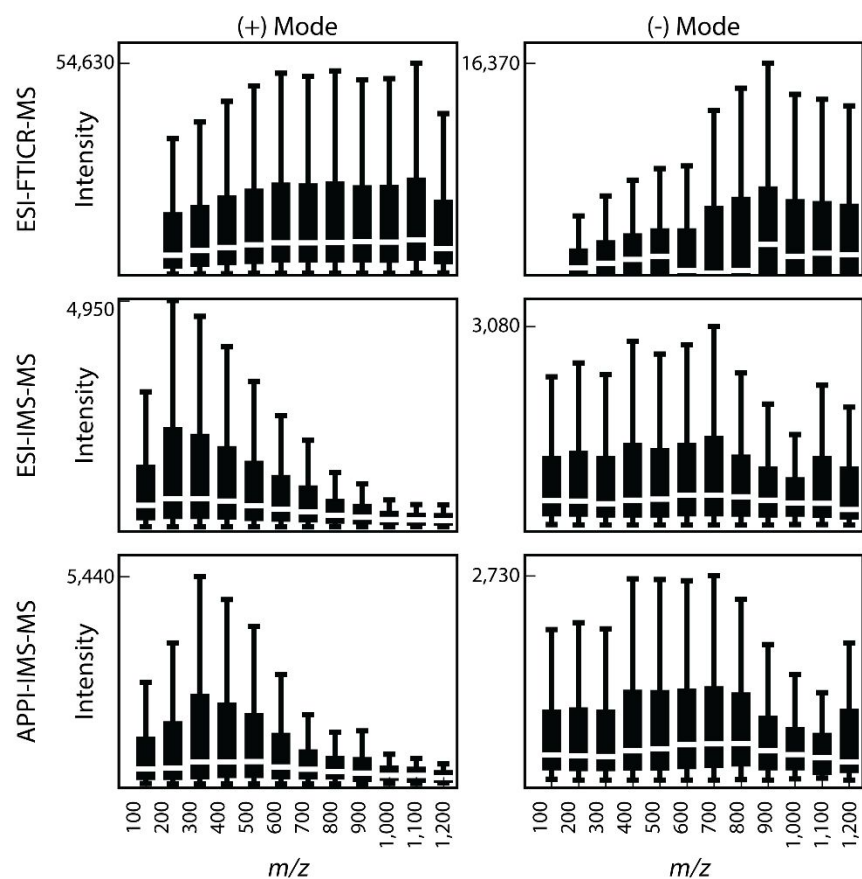 (+) Mode
(-) Mode
ESI-FTICR-MS
Intensity
54,630
16,370
ESI-IMS-MS
Intensity
4,950
3,080
APPI-IMS-MS
Intensity
5,440
2,730
100 200 300 400 500 600 700 800 900 1,000 1,100 1,200
100 200 300 400 500 600 700 800 900 1,000 1,100 1,200
m/z
m/z